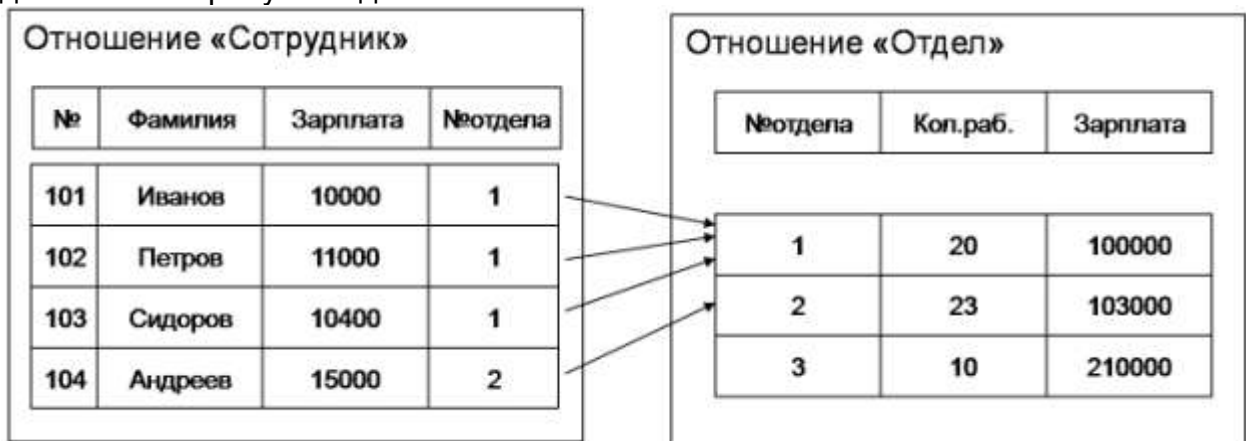 Отношение «Сотрудник»
№ Фамилия Зарплата №отдела
101 Иванов 10000 1
102 Петров 11000 1
103 Сидоров 10400 1
104 Андреев 15000 2
Отношение «Отдел»
№отдела Кол.раб. Зарплата
1 20 100000
2 23 103000
3 10 210000